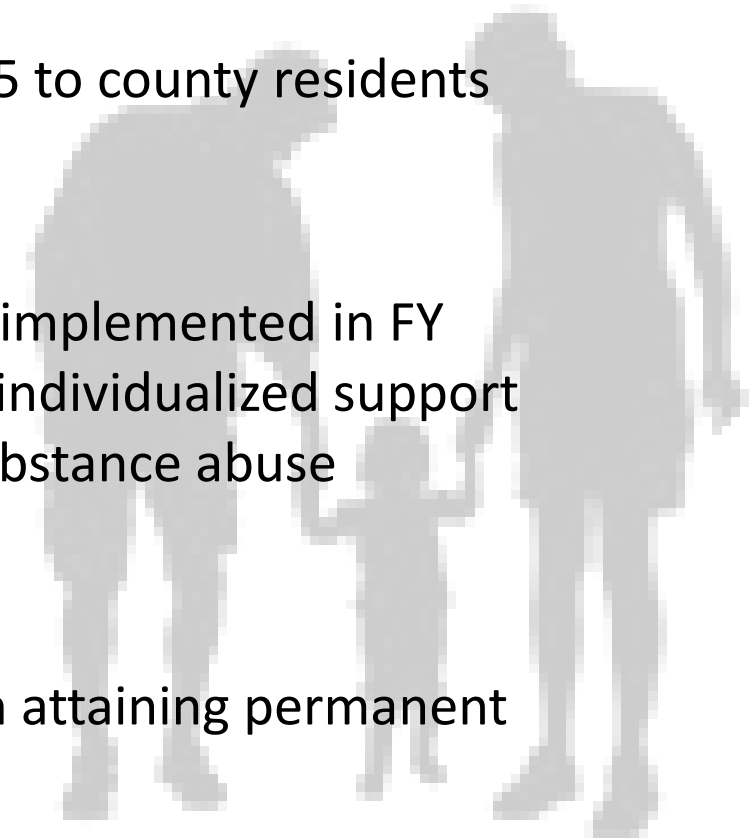 5 to county residents
implemented in FY
individualized support
bstance abuse
attaining permanent